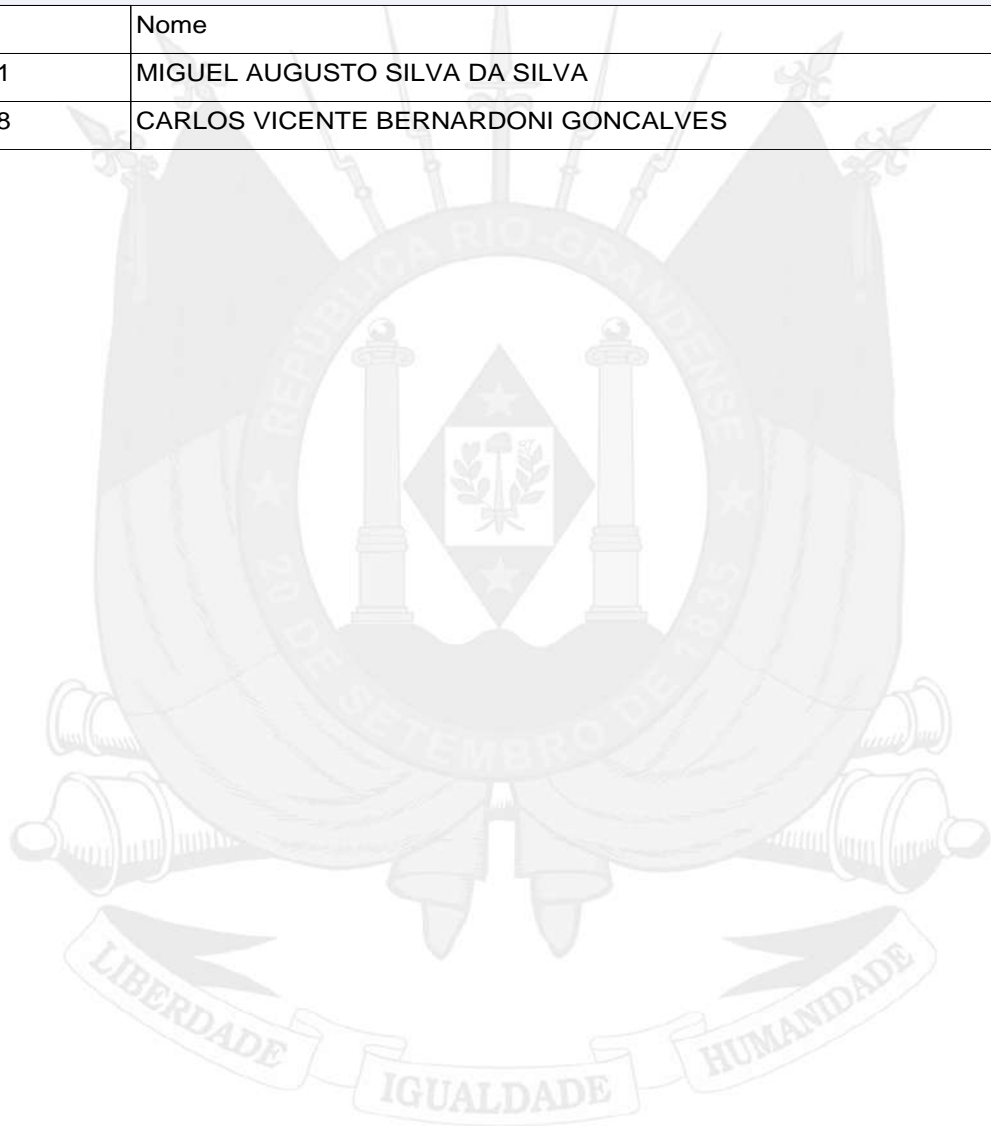 Nome
1 MIGUEL AUGUSTO SILVA DA SILVA
8 CARLOS VICENTE BERNARDONI GONCALVES
REPÚBLICA RIO-GRANDENSE
20 DE SETEMBRO DE 1835
LIBERDADE IGUALDADE HUMANIDADE